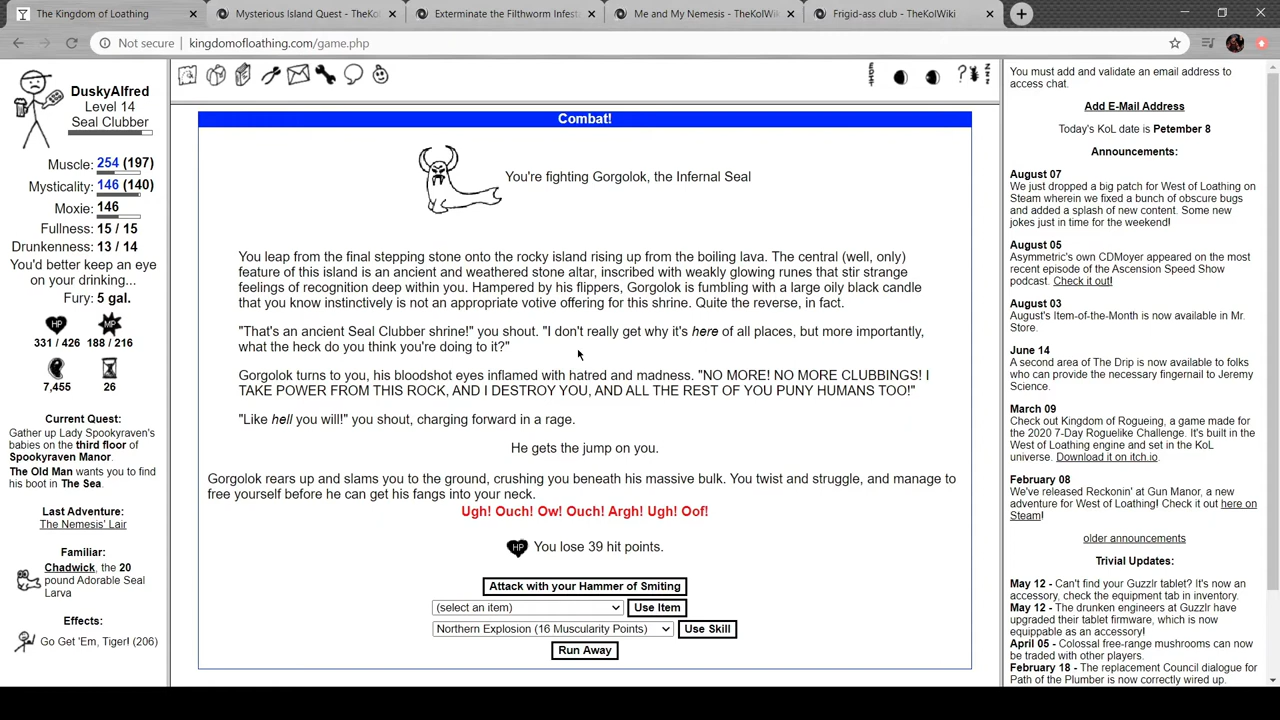 The Kingdom of Loathing
Mysterious Island Quest - TheKol
Exterminate the Filthworm Infest
Me and My Nemesis - TheKolWiki
Frigid-ass club - TheKolWiki
Not secure
kingdomofloathing.com/game.php
DuskyAlfred
Level 14
Seal Clubber
Muscle: 254 (197)
Mysticality: 146 (140)
Moxie: 146
Fullness: 15 / 15
Drunkenness: 13 / 14
You'd better keep an eye
on your drinking...
Fury: 5 gal.
HP
MP
331 / 426
188 / 216
7,455
26
Current Quest:
Gather up Lady Spookyraven's
babies on the third floor of
Spookyraven Manor.
The Old Man wants you to find
his boot in The Sea.
Last Adventure:
The Nemesis' Lair
Familiar:
Chadwick, the 20
pound Adorable Seal
Larva
Effects:
Go Get 'Em, Tiger! (206)
Combat!
You're fighting Gorgolok, the Infernal Seal
You leap from the final stepping stone onto the rocky island rising up from the boiling lava. The central (well, only)
feature of this island is an ancient and weathered stone altar, inscribed with weakly glowing runes that stir strange
feelings of recognition deep within you. Hampered by his flippers, Gorgolok is fumbling with a large oily black candle
that you know instinctively is not an appropriate votive offering for this shrine. Quite the reverse, in fact.
"That's an ancient Seal Clubber shrine!" you shout. "I don't really get why it's here of all places, but more importantly,
what the heck do you think you're doing to it?"
Gorgolok turns to you, his bloodshot eyes inflamed with hatred and madness. "NO MORE! NO MORE CLUBBINGS! I
TAKE POWER FROM THIS ROCK, AND I DESTROY YOU, AND ALL THE REST OF YOU PUNY HUMANS TOO!"
"Like hell you will!" you shout, charging forward in a rage.
He gets the jump on you.
Gorgolok rears up and slams you to the ground, crushing you beneath his massive bulk. You twist and struggle, and manage to
free yourself before he can get his fangs into your neck.
Ugh! Ouch! Ow! Ouch! Argh! Ugh! Oof!
HP You lose 39 hit points.
Attack with your Hammer of Smiting
(select an item) Use Item
Northern Explosion (16 Muscularity Points) Use Skill
Run Away
You must add and validate an email address to
access chat.
Add E-Mail Address
Today's KoL date is Petember 8
Announcements:
August 07
We just dropped a big patch for West of Loathing on
Steam wherein we fixed a bunch of obscure bugs
and added a splash of new content. Some new
jokes just in time for the weekend!
August 05
Asymmetric's own CDMoyer appeared on the most
recent episode of the Ascension Speed Show
podcast. Check it out!
August 03
August's Item-of-the-Month is now available in Mr.
Store.
June 14
A second area of The Drip is now available to folks
who can provide the necessary fingernail to Jeremy
Science.
March 09
Check out Kingdom of Rogueing, a game made for
the 2020 7-Day Roguelike Challenge. It's built in the
West of Loathing engine and set in the KoL
universe. Download it on itch.io.
February 08
We've released Reckonin' at Gun Manor, a new
adventure for West of Loathing! Check it out here on
Steam!
older announcements
Trivial Updates:
May 12 - Can't find your Guzzlr tablet? It's now an
accessory, check the equipment tab in inventory.
May 12 - The drunken engineers at Guzzlr have
upgraded their tablet firmware, which is now
equippable as an accessory!
April 05 - Colossal free-range mushrooms can now
be traded with other players.
February 18 - The replacement Council dialogue for
Path of the Plumber is now correctly wired up.